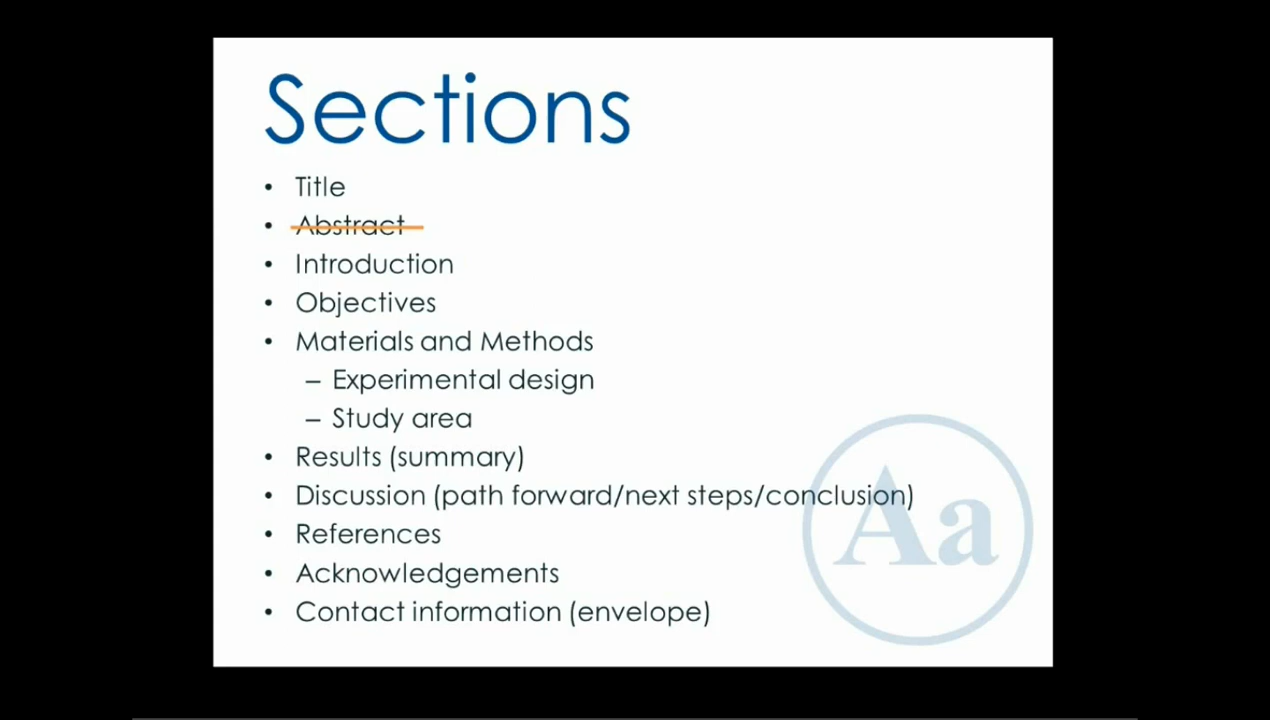 Sections
• Title
• Abstract
• Introduction
• Objectives
• Materials and Methods
– Experimental design
– Study area
• Results (summary)
• Discussion (path forward/next steps/conclusion)
• References
• Acknowledgements
• Contact information (envelope)
Aa